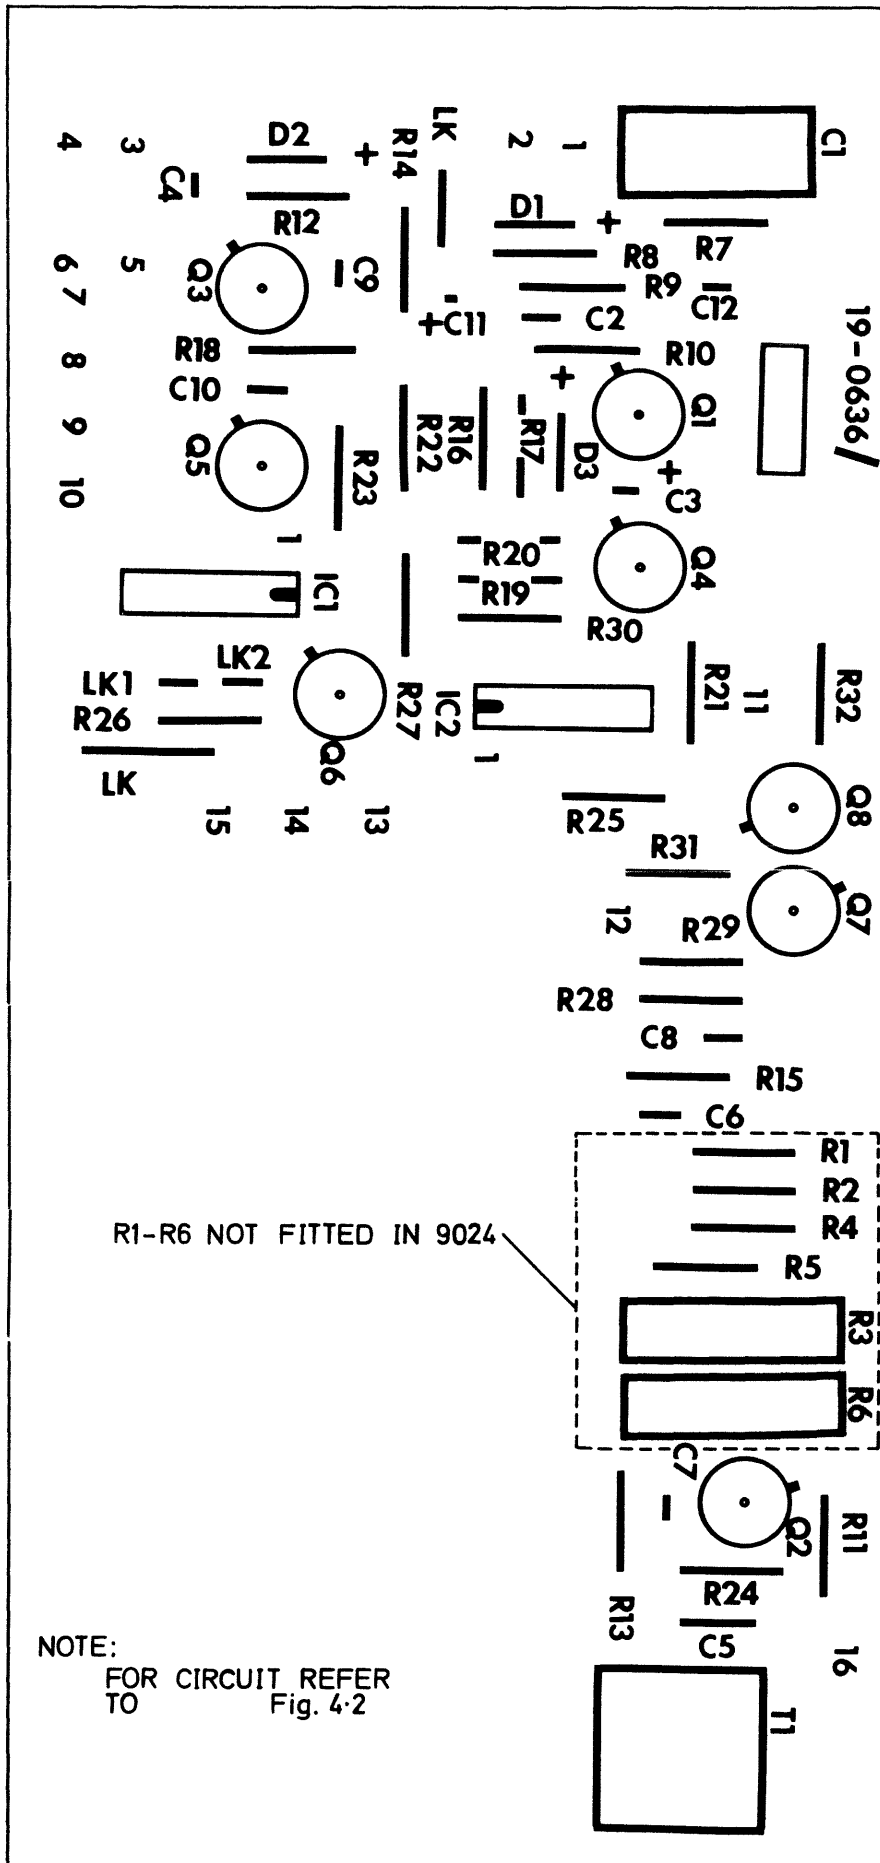 C1
LK
1
2
R14
+
D2
3
4
C4
R12
D1
+
R7
R8
C9
Q3
5
6
7
R9
C12
C11
+
C2
19-0636/
R18
R10
8
C10
+
Q1
R17
D3
R16
R22
R23
Q5
9
10
+
C3
1
R20
Q4
IC1
R19
R30
LK2
LK1
R26
LK
Q6
R27
IC2
1
R21
11
R32
15
14
13
R25
Q8
R31
12
R29
Q7
R28
C8
R15
C6
R1
R2
R4
R1-R6 NOT FITTED IN 9024
R5
R3
R6
C7
Q2
R11
R24
R13
C5
16
NOTE:
FOR CIRCUIT REFER
TO Fig. 4·2
T1